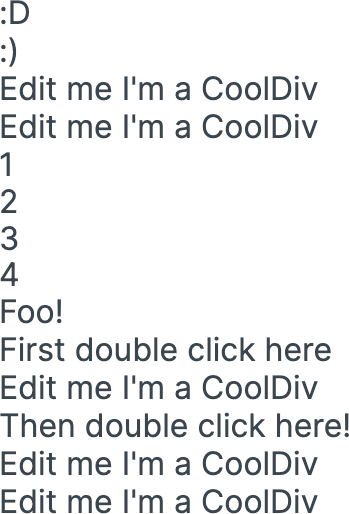 :D
:)
Edit me I'm a CoolDiv
Edit me I'm a CoolDiv
1
2
3
4
Foo!
First double click here
Edit me I'm a CoolDiv
Then double click here!
Edit me I'm a CoolDiv
Edit me I'm a CoolDiv